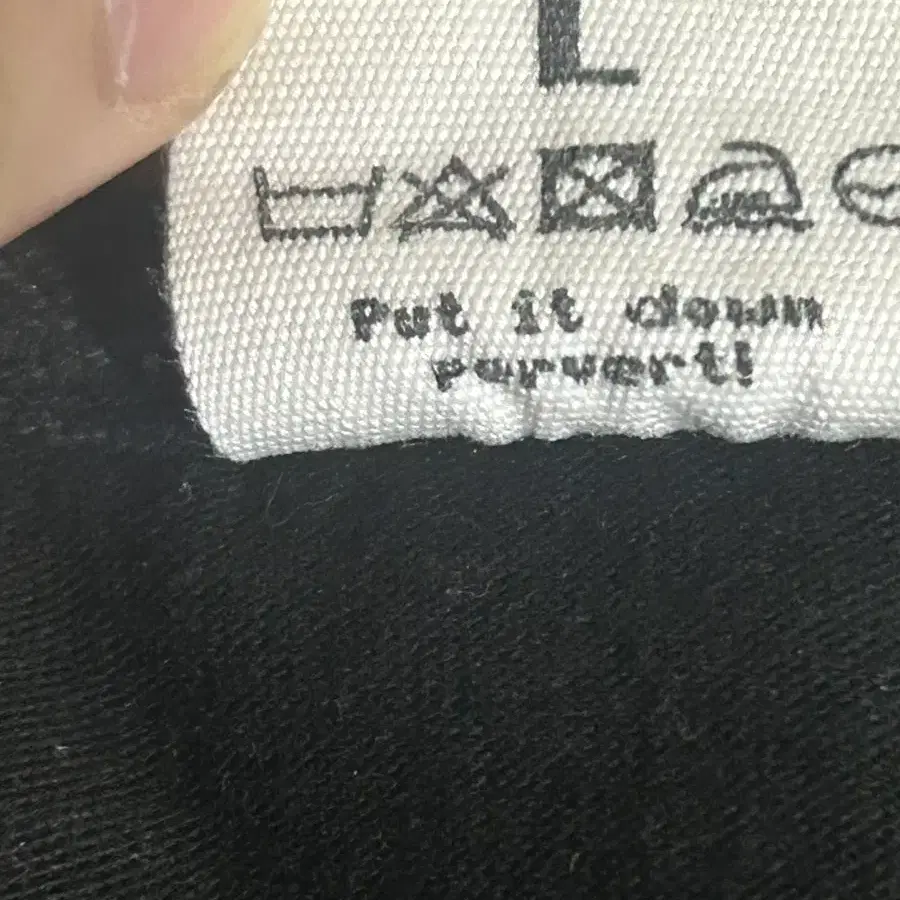 L
Put it down
pervert!